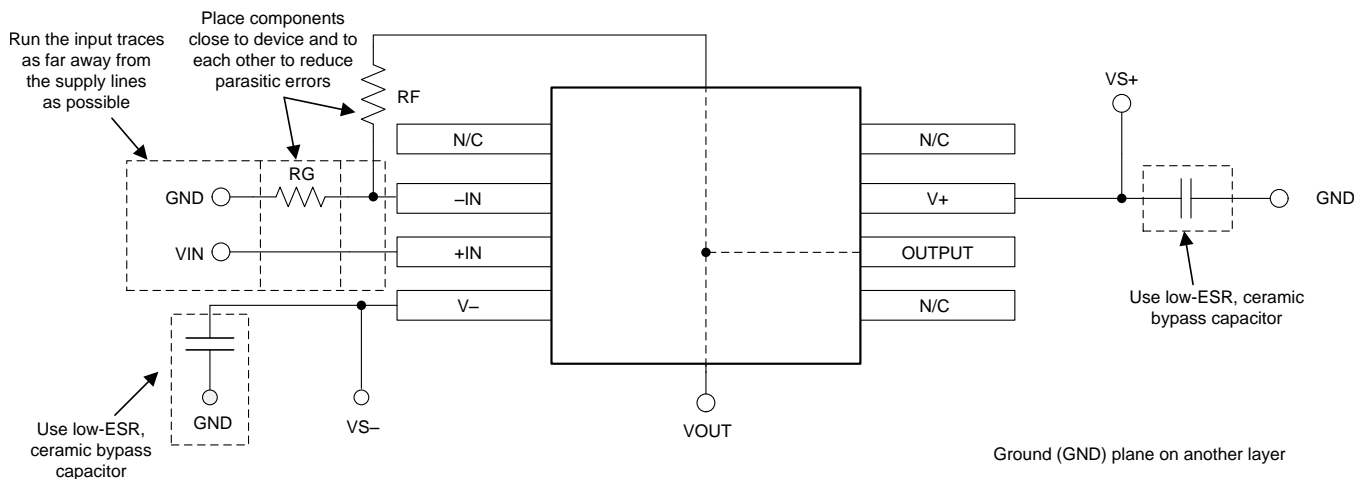 Place components
close to device and to
each other to reduce
parasitic errors
Run the input traces
as far away from
the supply lines
as possible
VS+
RF
N/C
N/C
RG
GND
–IN
V+
GND
VIN
+IN
OUTPUT
V–
N/C
Use low-ESR, ceramic
bypass capacitor
GND
VS–
VOUT
Use low-ESR,
ceramic bypass
capacitor
Ground (GND) plane on another layer